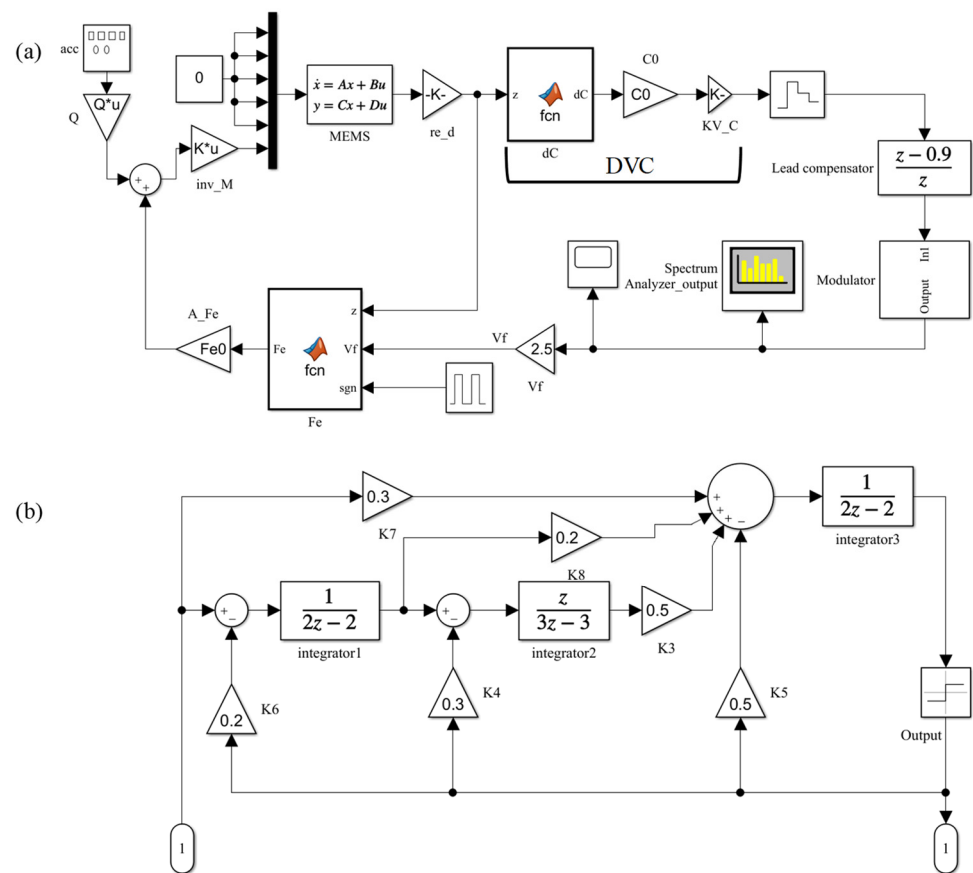 (a)
acc
Q*u
Q
0
K*u
inv_M
ẋ = Ax + Bu
y = Cx + Du
MEMS
-K-
re_d
z
fcn
dC
dC
C0
C0
K-
KV_C
DVC
Lead compensator
z − 0.9
z
Modulator
In1
Output
Spectrum
Analyzer_output
Vf
2.5
Vf
z
Vf
sgn
Fe
fcn
Fe
A_Fe
Fe0
+
+
(b)
0.3
K7
0.2
K8
+
+
+
−
1
2z − 2
integrator3
+
−
1
2z − 2
integrator1
+
−
z
3z − 3
integrator2
0.5
K3
0.2
K6
0.3
K4
0.5
K5
Output
1
1